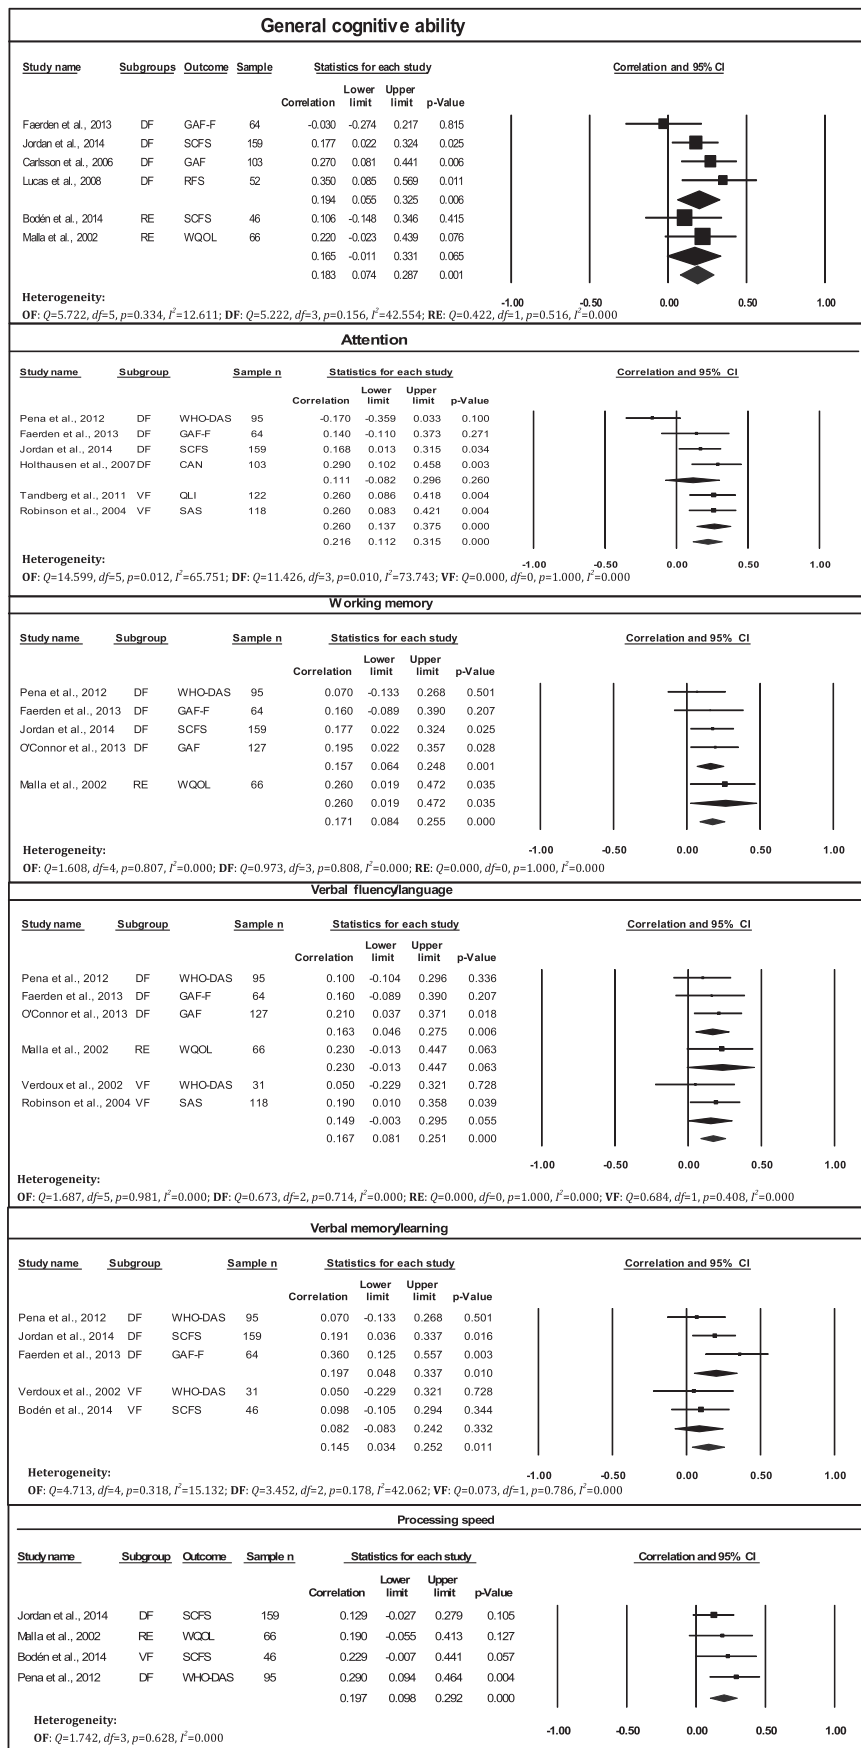 General cognitive ability
Study name Subgroups Outcome Sample Statistics for each study Correlation and 95% CI
Lower Upper
Correlation limit limit p-Value
Faerden et al., 2013 DF GAF-F 64 -0.030 -0.274 0.217 0.815
Jordan et al., 2014 DF SCFS 159 0.177 0.022 0.324 0.025
Carlsson et al., 2006 DF GAF 103 0.270 0.081 0.441 0.006
Lucas et al., 2008 DF RFS 52 0.350 0.085 0.569 0.011
0.194 0.055 0.325 0.006
Bodén et al., 2014 RE SCFS 46 0.106 -0.148 0.346 0.415
Malla et al., 2002 RE WQOL 66 0.220 -0.023 0.439 0.076
0.165 -0.011 0.331 0.065
0.183 0.074 0.287 0.001
Heterogeneity: -1.00 -0.50 0.00 0.50 1.00
OF: Q=5.722, df=5, p=0.334, I²=12.611; DF: Q=5.222, df=3, p=0.156, I²=42.554; RE: Q=0.422, df=1, p=0.516, I²=0.000
Attention
Study name Subgroup Sample n Statistics for each study Correlation and 95% CI
Lower Upper
Correlation limit limit p-Value
Pena et al., 2012 DF WHO-DAS 95 -0.170 -0.359 0.033 0.100
Faerden et al., 2013 DF GAF-F 64 0.140 -0.110 0.373 0.271
Jordan et al., 2014 DF SCFS 159 0.168 0.013 0.315 0.034
Holthausen et al., 2007 DF CAN 103 0.290 0.102 0.458 0.003
0.111 -0.082 0.296 0.260
Tandberg et al., 2011 VF QLI 122 0.260 0.086 0.418 0.004
Robinson et al., 2004 VF SAS 118 0.260 0.083 0.421 0.004
0.260 0.137 0.375 0.000
0.216 0.112 0.315 0.000
Heterogeneity: -1.00 -0.50 0.00 0.50 1.00
OF: Q=14.599, df=5, p=0.012, I²=65.751; DF: Q=11.426, df=3, p=0.010, I²=73.743; VF: Q=0.000, df=0, p=1.000, I²=0.000
Working memory
Study name Subgroup Sample n Statistics for each study Correlation and 95% CI
Lower Upper
Correlation limit limit p-Value
Pena et al., 2012 DF WHO-DAS 95 0.070 -0.133 0.268 0.501
Faerden et al., 2013 DF GAF-F 64 0.160 -0.089 0.390 0.207
Jordan et al., 2014 DF SCFS 159 0.177 0.022 0.324 0.025
O'Connor et al., 2013 DF GAF 127 0.195 0.022 0.357 0.028
0.157 0.064 0.248 0.001
Malla et al., 2002 RE WQOL 66 0.260 0.019 0.472 0.035
0.260 0.019 0.472 0.035
0.171 0.084 0.255 0.000
Heterogeneity: -1.00 -0.50 0.00 0.50 1.00
OF: Q=1.608, df=4, p=0.807, I²=0.000; DF: Q=0.973, df=3, p=0.808, I²=0.000; RE: Q=0.000, df=0, p=1.000, I²=0.000
Verbal fluency/language
Study name Subgroup Sample n Statistics for each study Correlation and 95% CI
Lower Upper
Correlation limit limit p-Value
Pena et al., 2012 DF WHO-DAS 95 0.100 -0.104 0.296 0.336
Faerden et al., 2013 DF GAF-F 64 0.160 -0.089 0.390 0.207
O'Connor et al., 2013 DF GAF 127 0.210 0.037 0.371 0.018
0.163 0.046 0.275 0.006
Malla et al., 2002 RE WQOL 66 0.230 -0.013 0.447 0.063
0.230 -0.013 0.447 0.063
Verdoux et al., 2002 VF WHO-DAS 31 0.050 -0.229 0.321 0.728
Robinson et al., 2004 VF SAS 118 0.190 0.010 0.358 0.039
0.149 -0.003 0.295 0.055
0.167 0.081 0.251 0.000
-1.00 -0.50 0.00 0.50 1.00
Heterogeneity:
OF: Q=1.687, df=5, p=0.981, I²=0.000; DF: Q=0.673, df=2, p=0.714, I²=0.000; RE: Q=0.000, df=0, p=1.000, I²=0.000; VF: Q=0.684, df=1, p=0.408, I²=0.000
Verbal memory/learning
Study name Subgroup Sample n Statistics for each study Correlation and 95% CI
Lower Upper
Correlation limit limit p-Value
Pena et al., 2012 DF WHO-DAS 95 0.070 -0.133 0.268 0.501
Jordan et al., 2014 DF SCFS 159 0.191 0.036 0.337 0.016
Faerden et al., 2013 DF GAF-F 64 0.360 0.125 0.557 0.003
0.197 0.048 0.337 0.010
Verdoux et al., 2002 VF WHO-DAS 31 0.050 -0.229 0.321 0.728
Bodén et al., 2014 VF SCFS 46 0.098 -0.105 0.294 0.344
0.082 -0.083 0.242 0.332
0.145 0.034 0.252 0.011
Heterogeneity: -1.00 -0.50 0.00 0.50 1.00
OF: Q=4.713, df=4, p=0.318, I²=15.132; DF: Q=3.452, df=2, p=0.178, I²=42.062; VF: Q=0.073, df=1, p=0.786, I²=0.000
Processing speed
Study name Subgroup Outcome Sample n Statistics for each study Correlation and 95% CI
Lower Upper
Correlation limit limit p-Value
Jordan et al., 2014 DF SCFS 159 0.129 -0.027 0.279 0.105
Malla et al., 2002 RE WQOL 66 0.190 -0.055 0.413 0.127
Bodén et al., 2014 VF SCFS 46 0.229 -0.007 0.441 0.057
Pena et al., 2012 DF WHO-DAS 95 0.290 0.094 0.464 0.004
0.197 0.098 0.292 0.000
Heterogeneity: -1.00 -0.50 0.00 0.50 1.00
OF: Q=1.742, df=3, p=0.628, I²=0.000